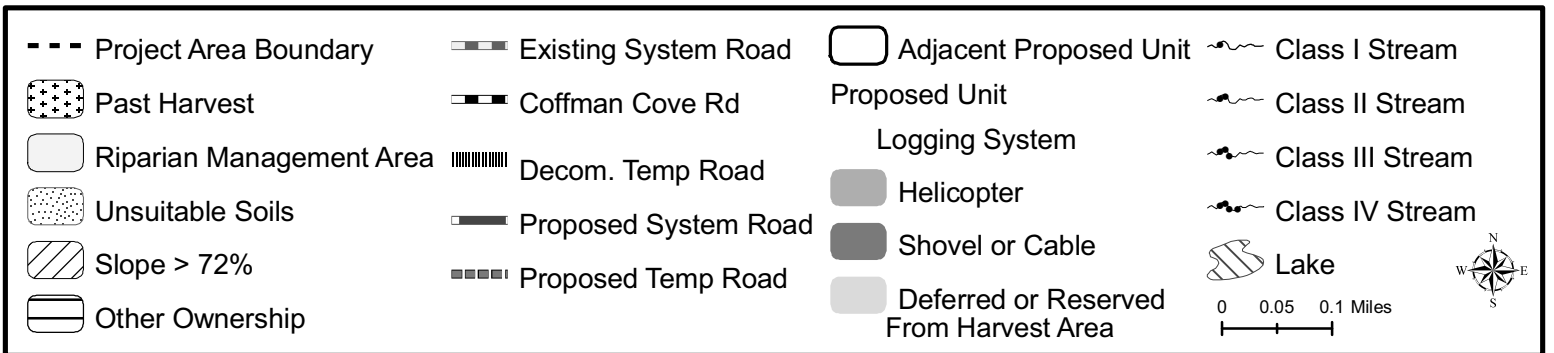 Project Area Boundary
Past Harvest
Riparian Management Area
Unsuitable Soils
Slope > 72%
Other Ownership
Existing System Road
Coffman Cove Rd
Decom. Temp Road
Proposed System Road
Proposed Temp Road
Adjacent Proposed Unit
Proposed Unit
Logging System
Helicopter
Shovel or Cable
Deferred or Reserved
From Harvest Area
Class I Stream
Class II Stream
Class III Stream
Class IV Stream
Lake
0 0.05 0.1 Miles
N
W E
S